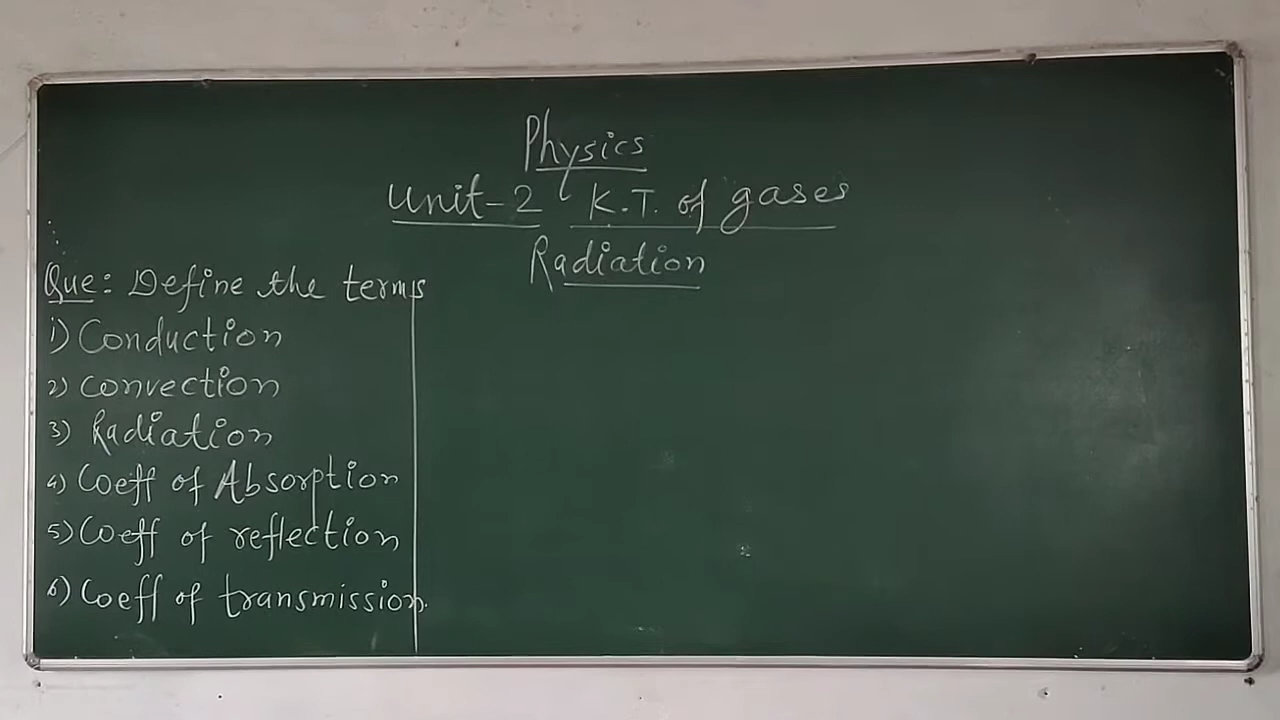 Physics
Unit-2 K.T. of gases
Radiation
Que: Define the terms
1) Conduction
2) Convection
3) Radiation
4) Coeff of Absorption
5) Coeff of reflection
6) Coeff of transmission.